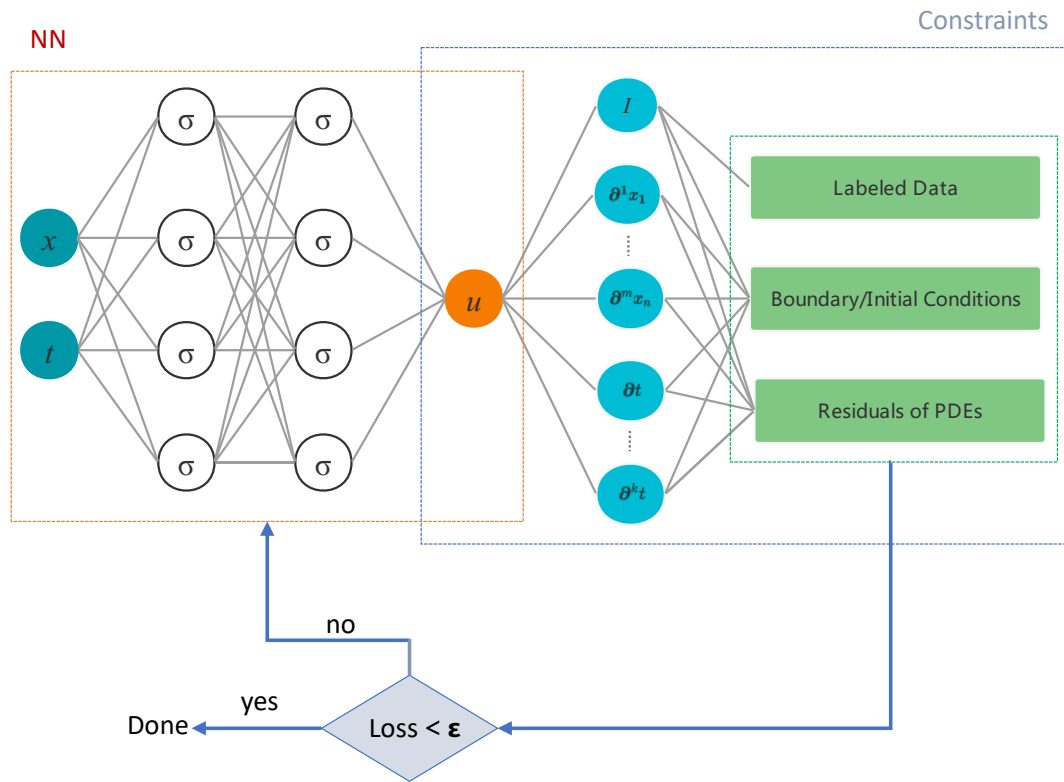 Constraints
NN
σ
σ
I
Labeled Data
∂¹x₁
x
σ
σ
u
∂ᵐxₙ
Boundary/Initial Conditions
t
σ
σ
∂t
Residuals of PDEs
σ
σ
∂ᵏt
no
yes
Done
Loss < ε